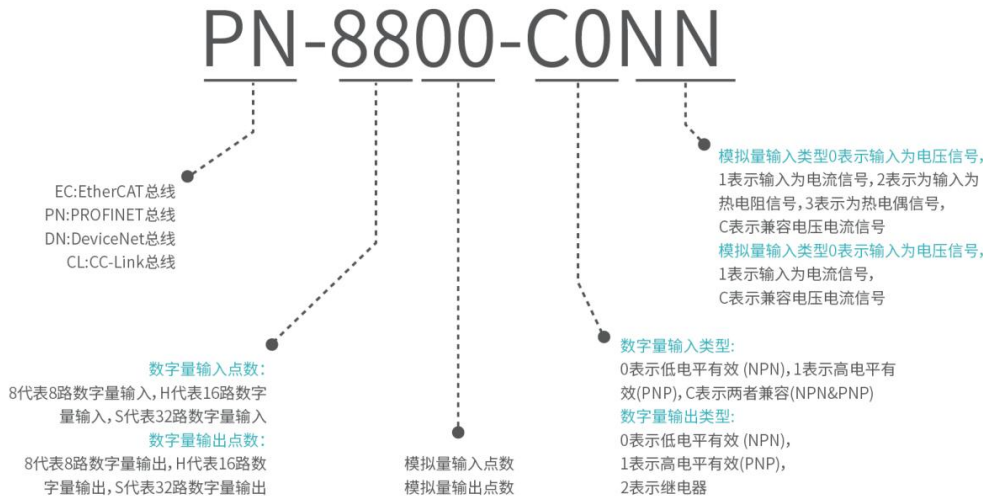 PN-8800-C0NN
EC:EtherCAT总线
PN:PROFINET总线
DN:DeviceNet总线
CL:CC-Link总线
数字量输入点数:
8代表8路数字量输入,H代表16路数字
量输入,S代表32路数字量输入
数字量输出点数:
8代表8路数字量输出,H代表16路数
字量输出,S代表32路数字量输出
模拟量输入点数
模拟量输出点数
数字量输入类型:
0表示低电平有效 (NPN),1表示高电平有
效(PNP), C表示两者兼容(NPN&PNP)
数字量输出类型:
0表示低电平有效 (NPN),
1表示高电平有效(PNP),
2表示继电器
模拟量输入类型0表示输入为电压信号,
1表示输入为电流信号,2表示为输入为
热电阻信号,3表示为热电偶信号,
C表示兼容电压电流信号
模拟量输入类型0表示输入为电压信号,
1表示输入为电流信号,
C表示兼容电压电流信号